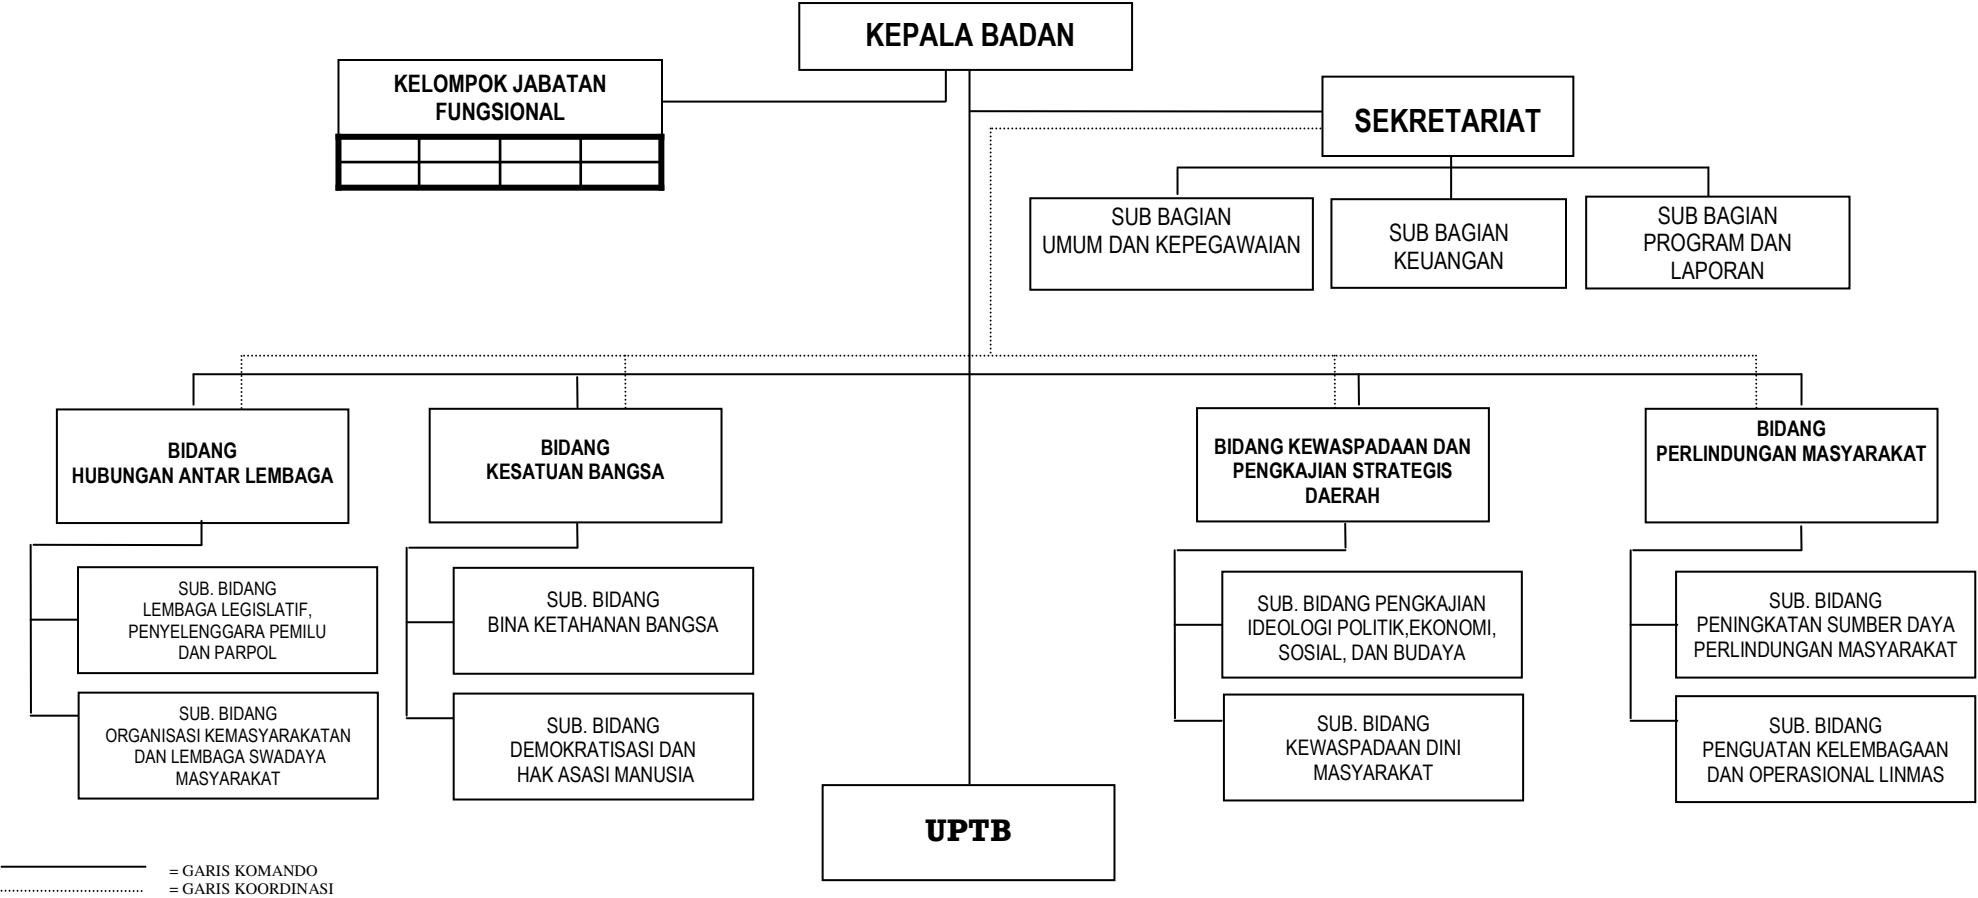 KEPALA BADAN
KELOMPOK JABATAN
FUNGSIONAL
SEKRETARIAT
SUB BAGIAN
UMUM DAN KEPEGAWAIAN
SUB BAGIAN
KEUANGAN
SUB BAGIAN
PROGRAM DAN
LAPORAN
BIDANG
HUBUNGAN ANTAR LEMBAGA
BIDANG
KESATUAN BANGSA
BIDANG KEWASPADAAN DAN
PENGKAJIAN STRATEGIS
DAERAH
BIDANG
PERLINDUNGAN MASYARAKAT
SUB. BIDANG
LEMBAGA LEGISLATIF,
PENYELENGGARA PEMILU
DAN PARPOL
SUB. BIDANG
BINA KETAHANAN BANGSA
SUB. BIDANG PENGKAJIAN
IDEOLOGI POLITIK,EKONOMI,
SOSIAL, DAN BUDAYA
SUB. BIDANG
PENINGKATAN SUMBER DAYA
PERLINDUNGAN MASYARAKAT
SUB. BIDANG
ORGANISASI KEMASYARAKATAN
DAN LEMBAGA SWADAYA
MASYARAKAT
SUB. BIDANG
DEMOKRATISASI DAN
HAK ASASI MANUSIA
SUB. BIDANG
KEWASPADAAN DINI
MASYARAKAT
SUB. BIDANG
PENGUATAN KELEMBAGAAN
DAN OPERASIONAL LINMAS
UPTB
= GARIS KOMANDO
= GARIS KOORDINASI